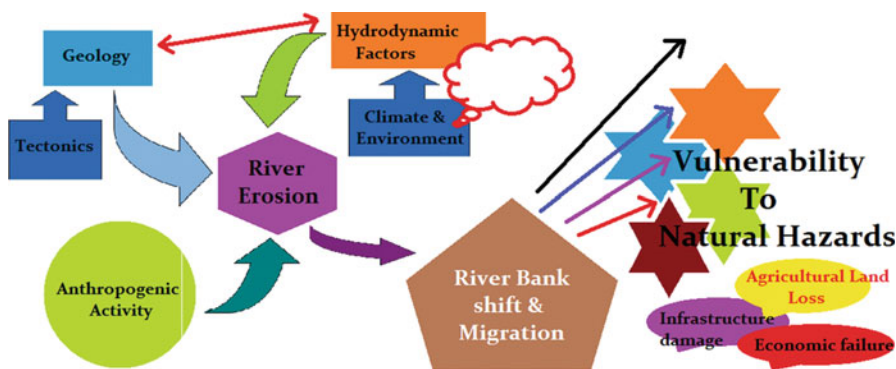 Geology
Hydrodynamic
Factors
Tectonics
Climate &
Environment
River
Erosion
Anthropogenic
Activity
River Bank
shift &
Migration
Vulnerability
To
Natural Hazards
Agricultural Land
Loss
Infrastructure
damage
Economic failure